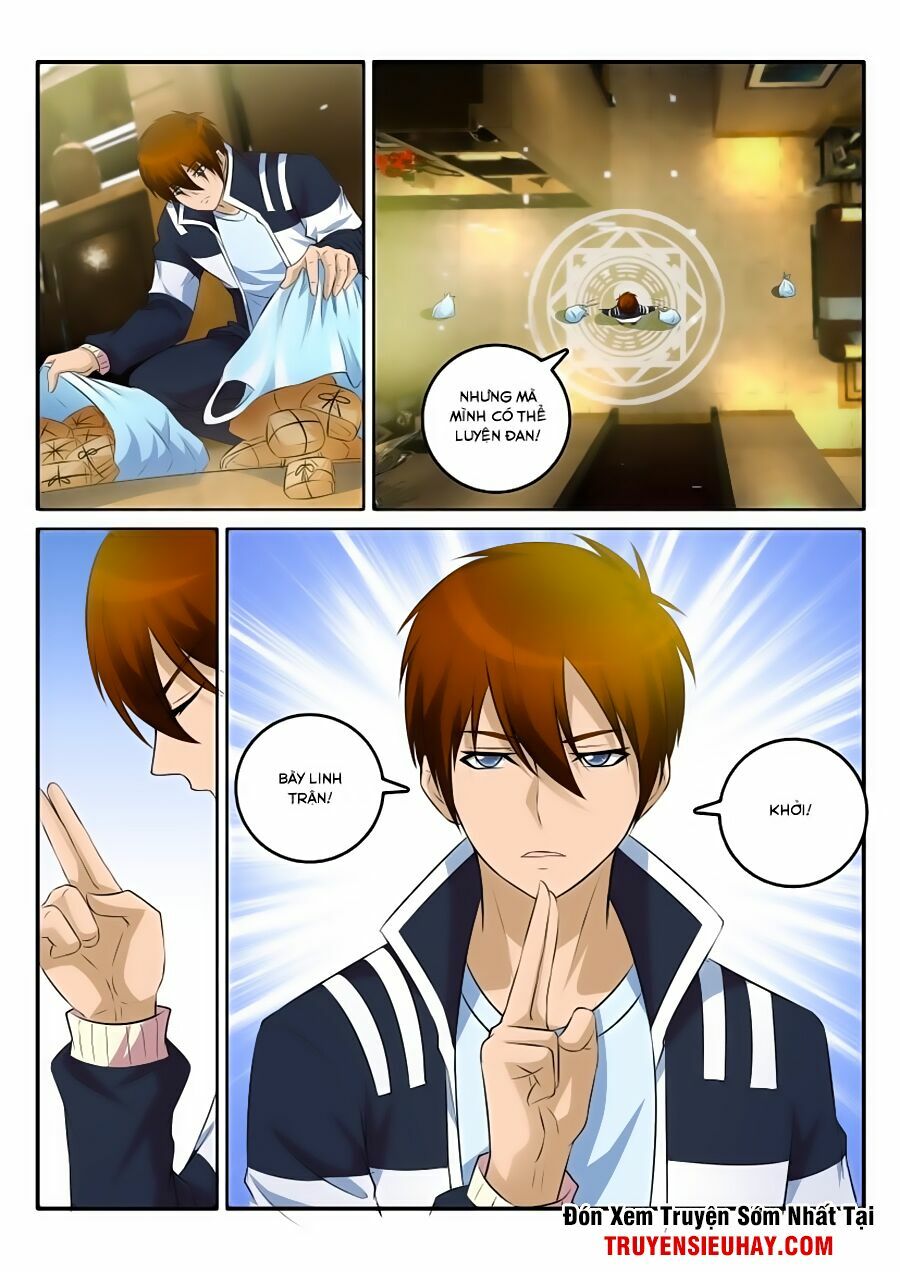 NHƯNG MÀ
MÌNH CÓ THỂ
LUYỆN ĐAN!
BÀY LINH
TRẬN!
KHỞI!
Đón Xem Truyện Sớm Nhất Tại
TRUYENSIEUHAY.COM